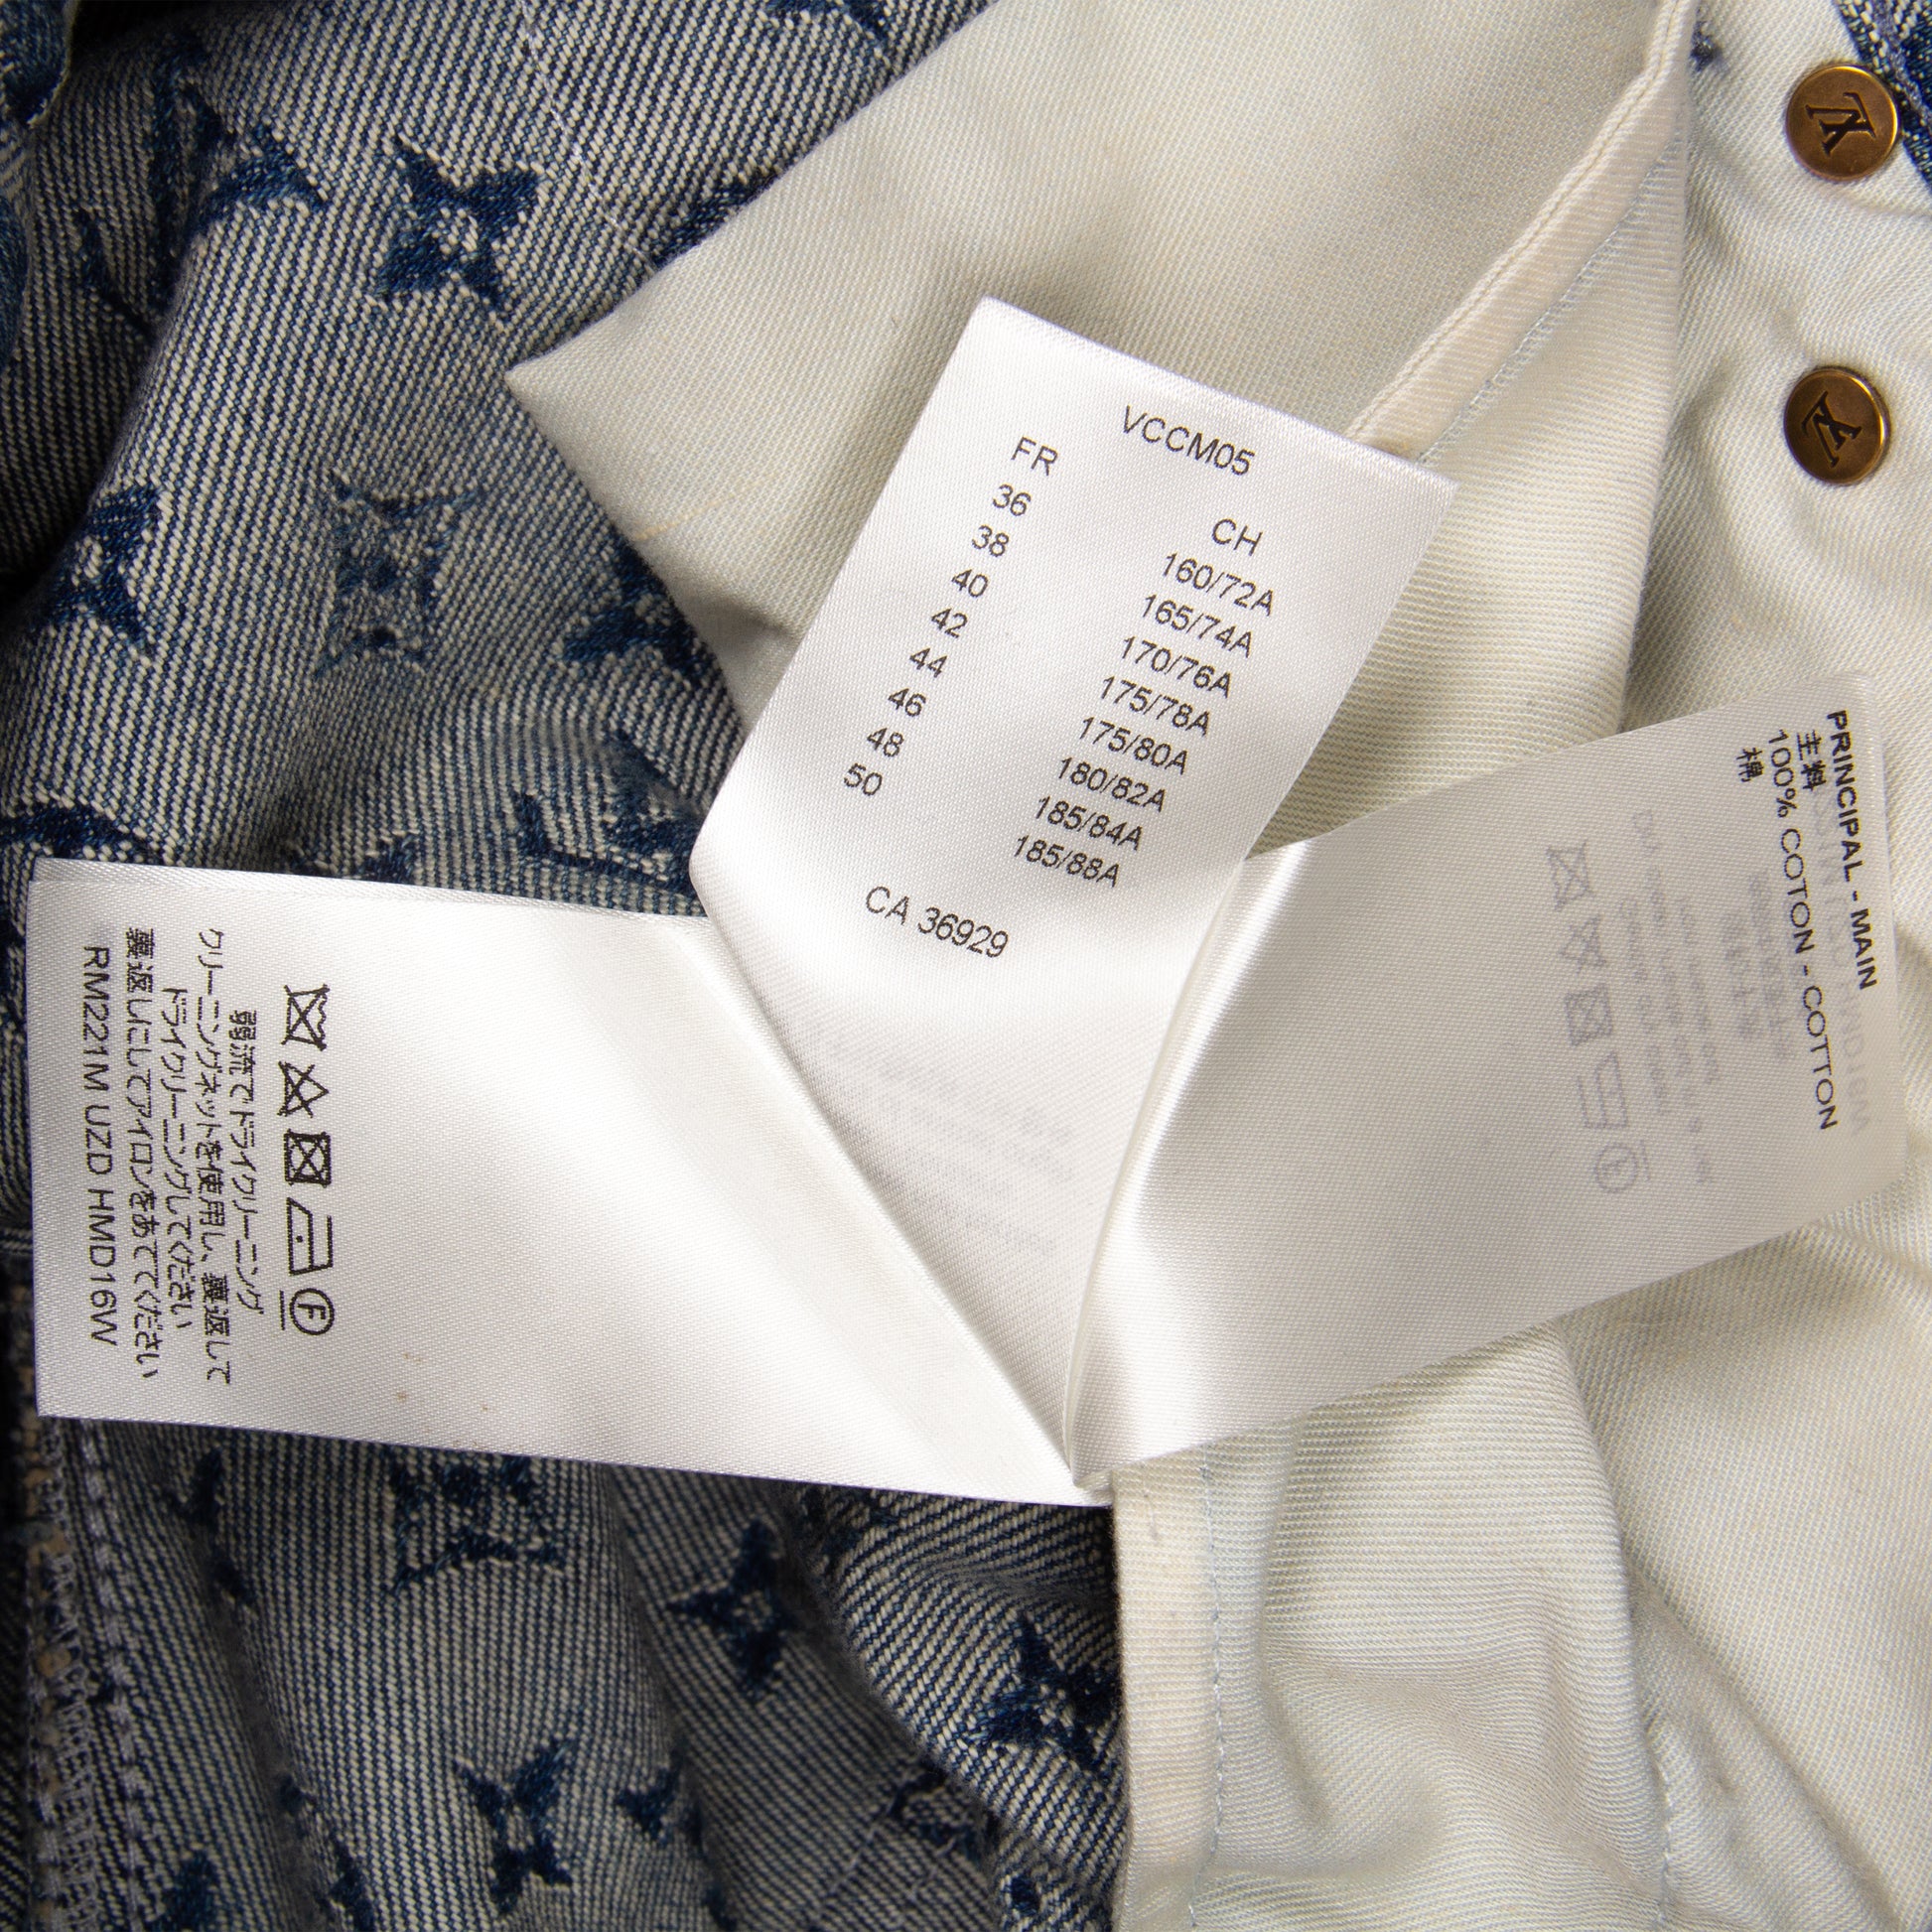 VCCM05
FR CH
36 160/72A
38 165/74A
40 170/76A
42 175/78A
44 175/80A
46 180/82A
48 185/84A
50 185/88A
CA 36929
PRINCIPAL - MAIN
主料
100% COTTON - COTTON
棉
F
弱流でドライクリーニング
クリーニングネットを使用し、裏返して
ドライクリーニングしてください
裏返しにしてアイロンをあててください
RM221M UZD HMD16W
LV
LV